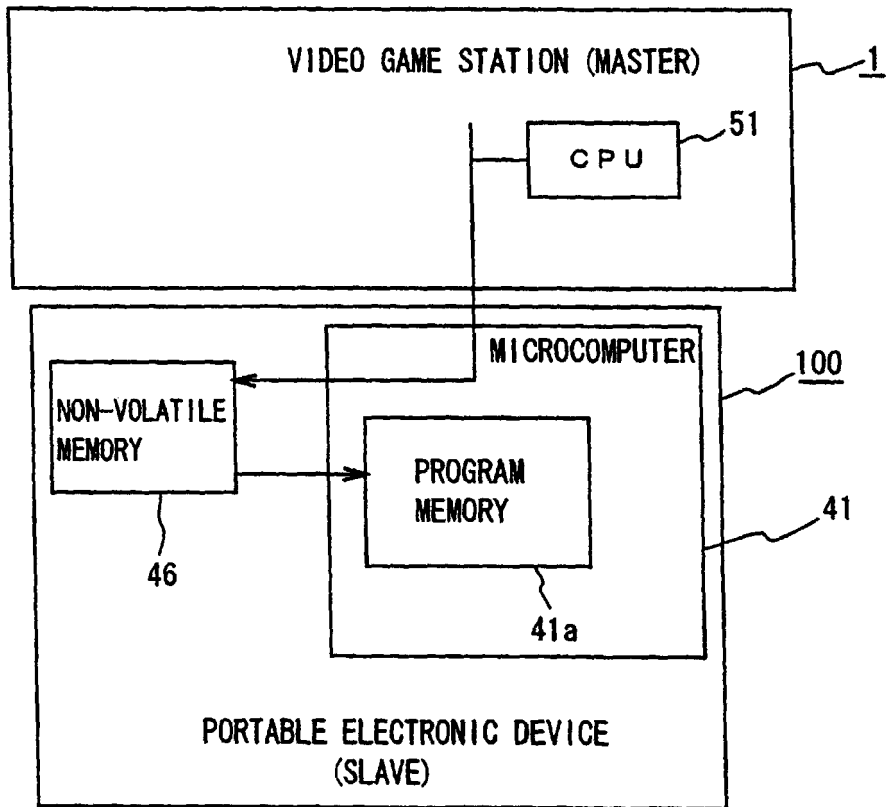 VIDEO GAME STATION (MASTER)
1
51
CPU
MICROCOMPUTER
100
NON-VOLATILE
MEMORY
PROGRAM
MEMORY
41
46
41a
PORTABLE ELECTRONIC DEVICE
(SLAVE)